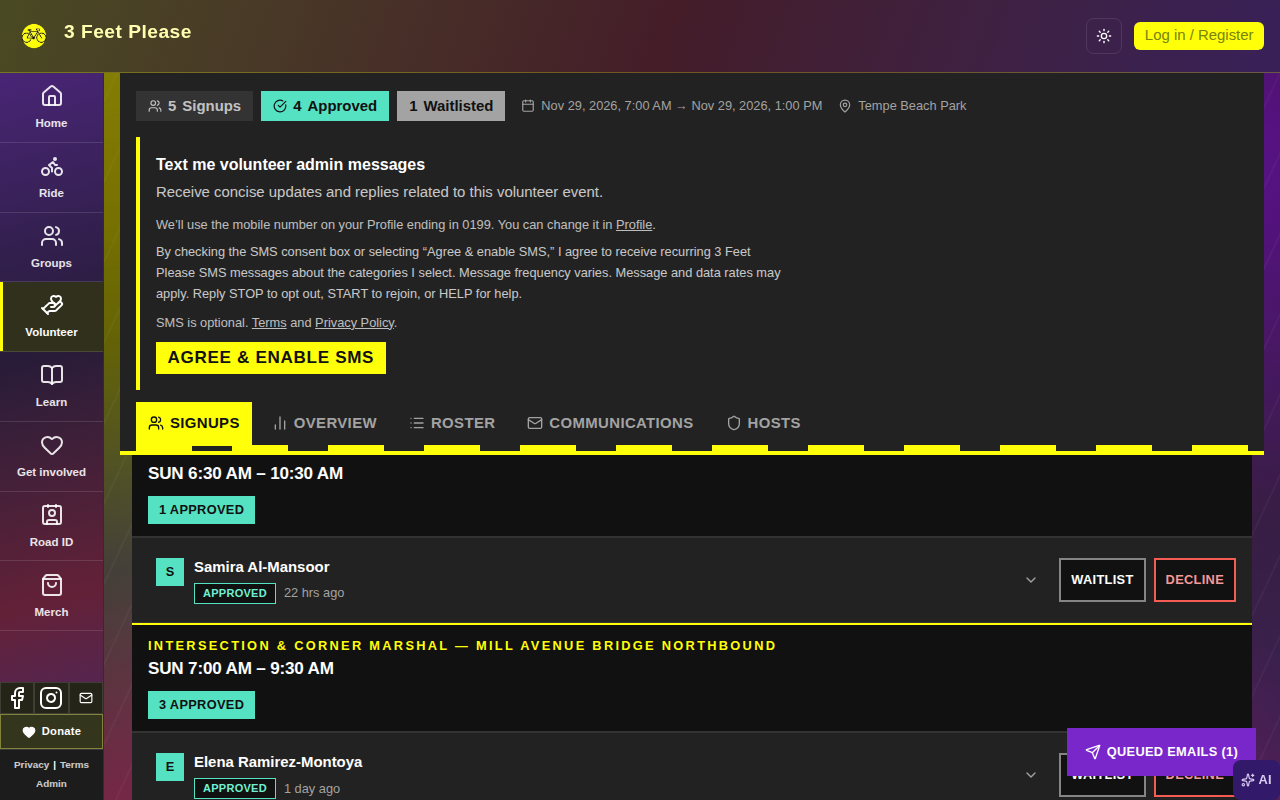 3 Feet Please
Log in / Register
Home
Ride
Groups
Volunteer
Learn
Get involved
Road ID
Merch
Donate
Privacy | Terms
Admin
5 Signups
4 Approved
1 Waitlisted
Nov 29, 2026, 7:00 AM → Nov 29, 2026, 1:00 PM
Tempe Beach Park
Text me volunteer admin messages
Receive concise updates and replies related to this volunteer event.
We’ll use the mobile number on your Profile ending in 0199. You can change it in Profile.
By checking the SMS consent box or selecting “Agree & enable SMS,” I agree to receive recurring 3 Feet
Please SMS messages about the categories I select. Message frequency varies. Message and data rates may
apply. Reply STOP to opt out, START to rejoin, or HELP for help.
SMS is optional. Terms and Privacy Policy.
AGREE & ENABLE SMS
SIGNUPS
OVERVIEW
ROSTER
COMMUNICATIONS
HOSTS
SUN 6:30 AM – 10:30 AM
1 APPROVED
S
Samira Al-Mansoor
APPROVED 22 hrs ago
WAITLIST
DECLINE
INTERSECTION & CORNER MARSHAL — MILL AVENUE BRIDGE NORTHBOUND
SUN 7:00 AM – 9:30 AM
3 APPROVED
E
Elena Ramirez-Montoya
APPROVED 1 day ago
WAITLIST
DECLINE
QUEUED EMAILS (1)
AI